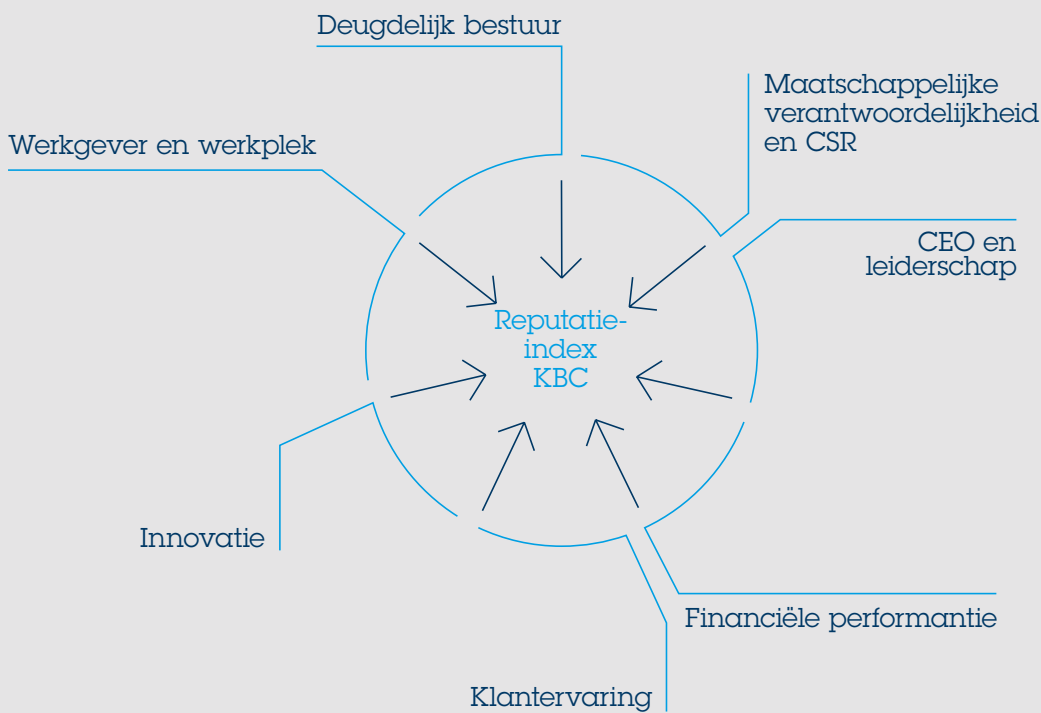 Deugdelijk bestuur
Maatschappelijke
verantwoordelijkheid
en CSR
Werkgever en werkplek
CEO en
leiderschap
Reputatie-
index
KBC
Innovatie
Financiële performantie
Klantervaring